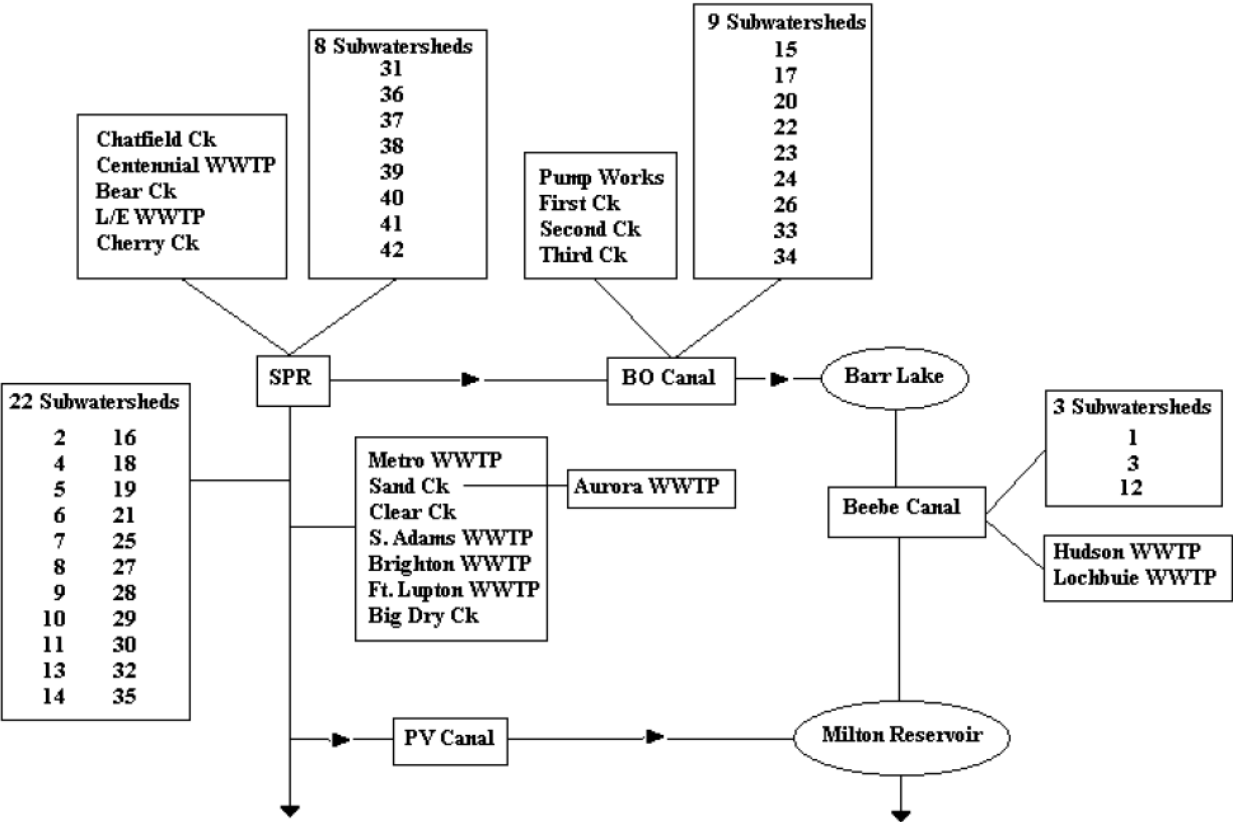 8 Subwatersheds
31
36
37
38
39
40
41
42
9 Subwatersheds
15
17
20
22
23
24
26
33
34
Chatfield Ck
Centennial WWTP
Bear Ck
L/E WWTP
Cherry Ck
Pump Works
First Ck
Second Ck
Third Ck
SPR
BO Canal
Barr Lake
22 Subwatersheds
2 16
4 18
5 19
6 21
7 25
8 27
9 28
10 29
11 30
13 32
14 35
Metro WWTP
Sand Ck
Clear Ck
S. Adams WWTP
Brighton WWTP
Ft. Lupton WWTP
Big Dry Ck
Aurora WWTP
Beebe Canal
3 Subwatersheds
1
3
12
Hudson WWTP
Lochbuie WWTP
PV Canal
Milton Reservoir